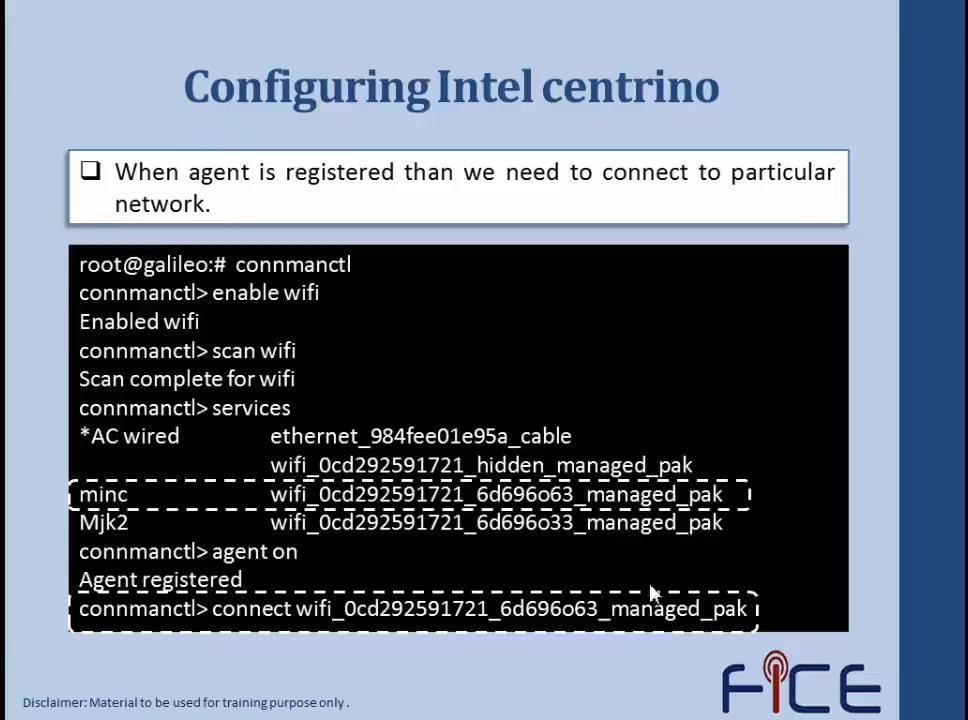 Configuring Intel centrino
❑ When agent is registered than we need to connect to particular
network.
root@galileo:# connmanctl
connmanctl> enable wifi
Enabled wifi
connmanctl> scan wifi
Scan complete for wifi
connmanctl> services
*AC wired ethernet_984fee01e95a_cable
wifi_0cd292591721_hidden_managed_pak
minc wifi_0cd292591721_6d696o63_managed_pak
Mjk2 wifi_0cd292591721_6d696o33_managed_pak
connmanctl> agent on
Agent registered
connmanctl> connect wifi_0cd292591721_6d696o63_managed_pak
FiCE
Disclaimer: Material to be used for training purpose only .